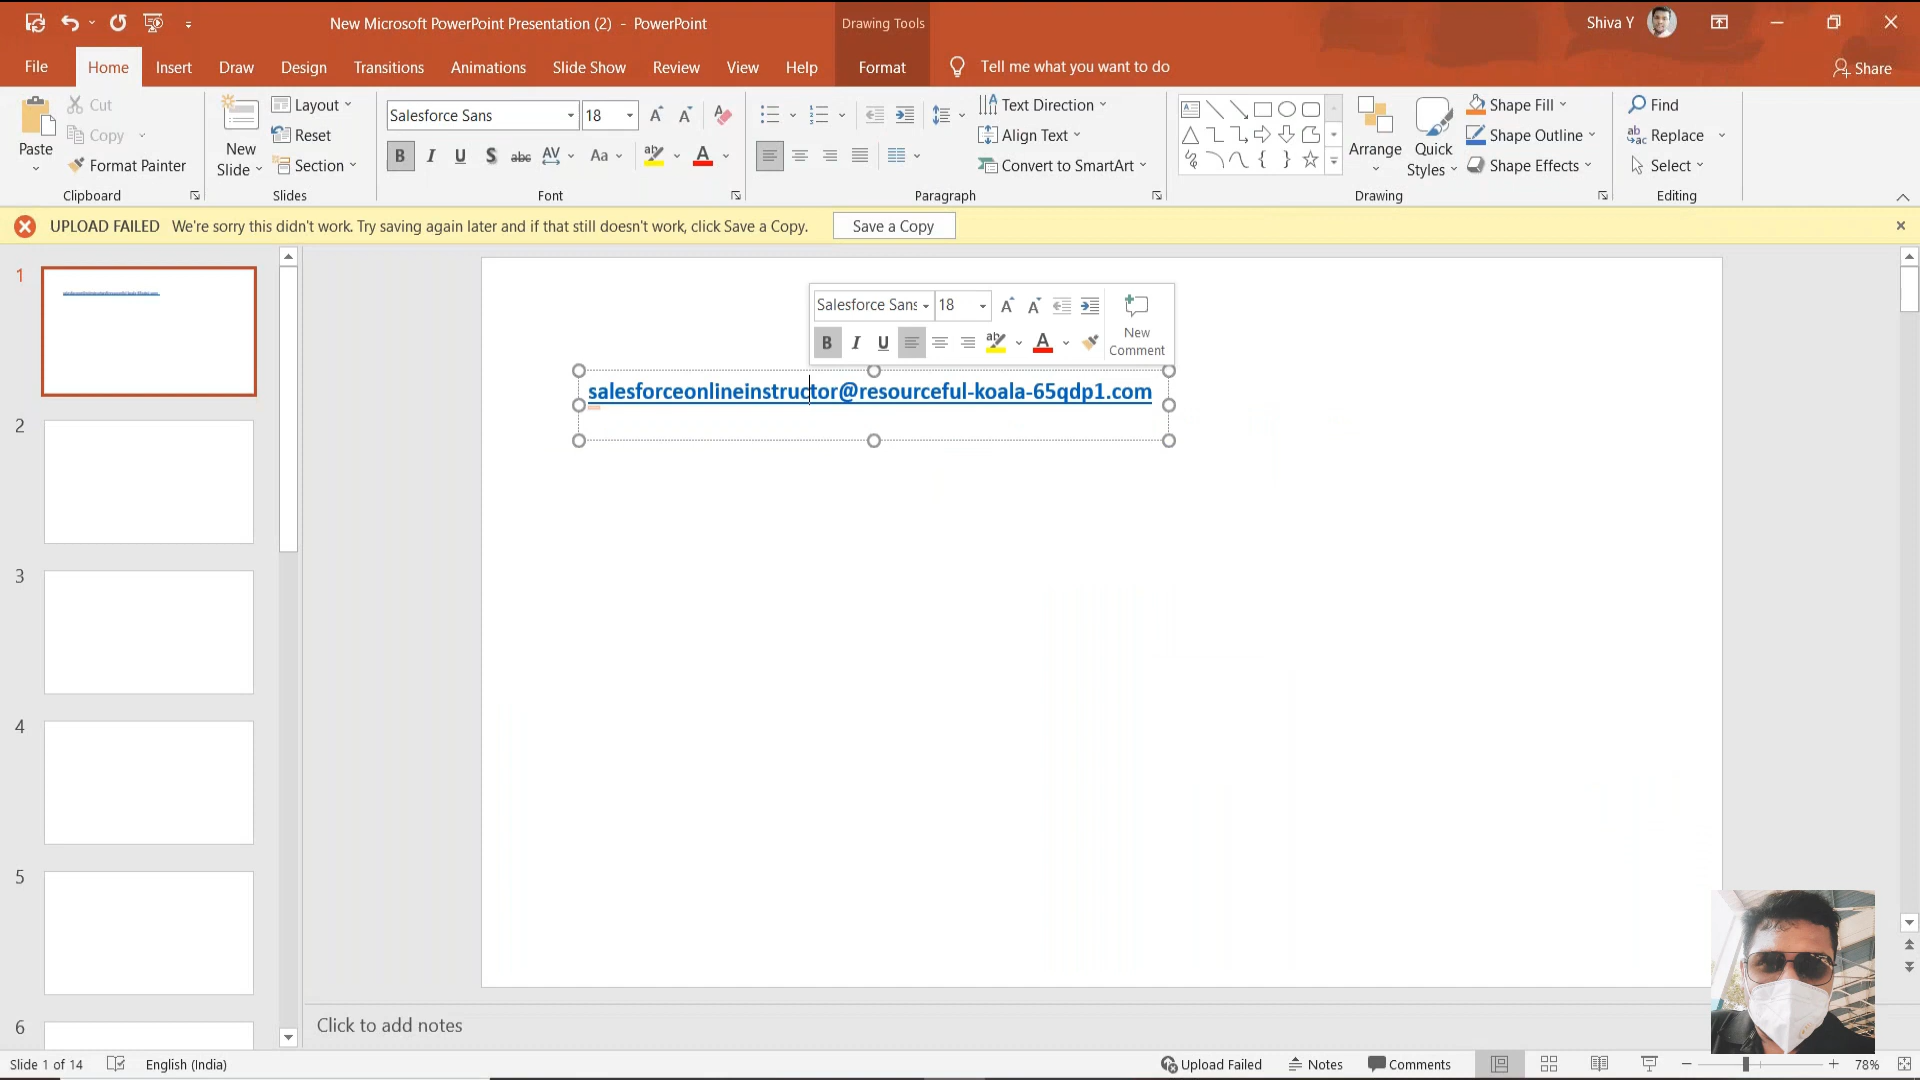 New Microsoft PowerPoint Presentation (2) - PowerPoint
Drawing Tools
Shiva Y
File
Home
Insert
Draw
Design
Transitions
Animations
Slide Show
Review
View
Help
Format
Tell me what you want to do
Share
Paste
Cut
Copy
Format Painter
Clipboard
New
Slide
Layout
Reset
Section
Slides
Salesforce Sans
18
B I U S abc AV Aa
Font
Text Direction
Align Text
Convert to SmartArt
Paragraph
Arrange
Quick
Styles
Shape Fill
Shape Outline
Shape Effects
Drawing
Find
Replace
Select
Editing
UPLOAD FAILED We're sorry this didn't work. Try saving again later and if that still doesn't work, click Save a Copy.
Save a Copy
Salesforce Sans
18
B I U
New
Comment
salesforceonlineinstructor@resourceful-koala-65qdp1.com
1
2
3
4
5
6
Click to add notes
Slide 1 of 14
English (India)
Upload Failed
Notes
Comments
78%